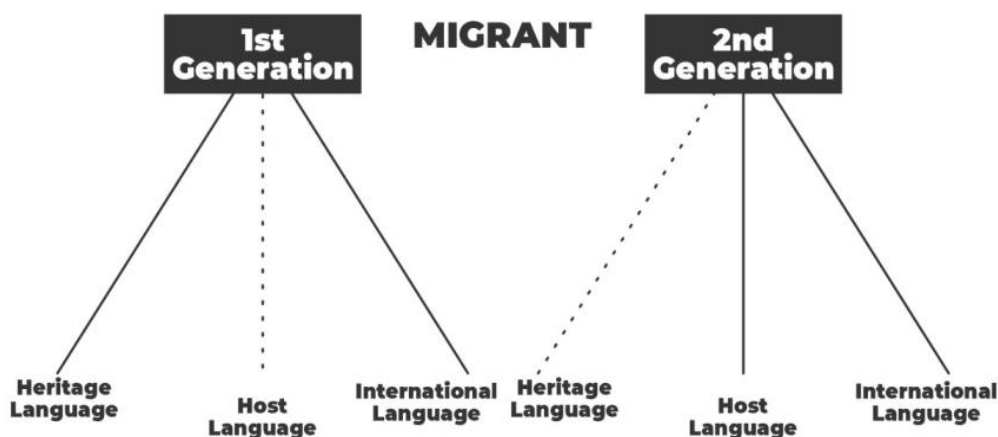 MIGRANT
1st
Generation
2nd
Generation
Heritage
Language
Host
Language
International
Language
Heritage
Language
Host
Language
International
Language